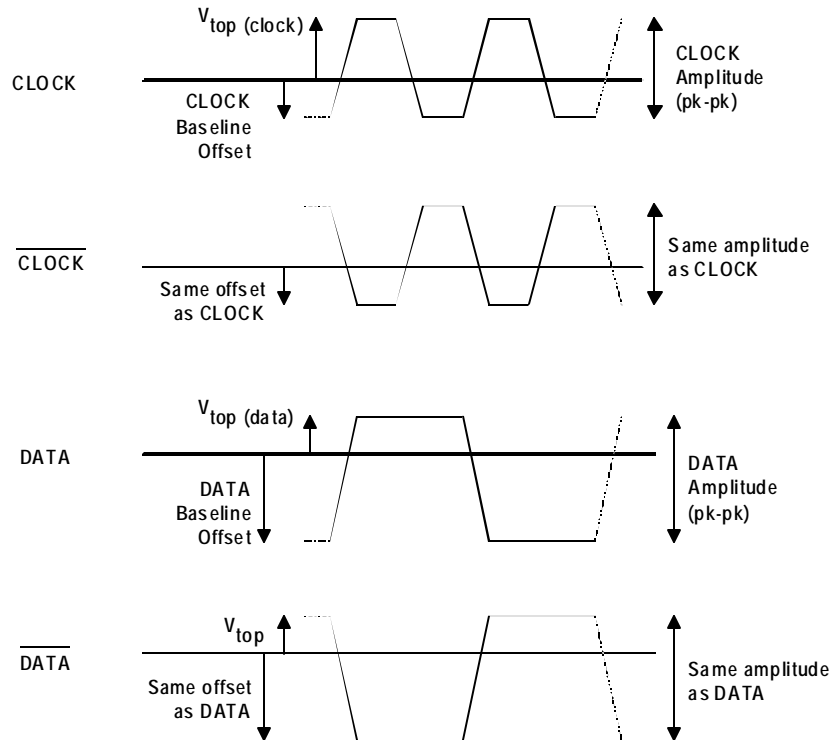 V top (clock)
CLOCK
CLOCK
Baseline
Offset
CLOCK
Amplitude
(pk-pk)
CLOCK
Same offset
as CLOCK
Same amplitude
as CLOCK
V top (data)
DATA
DATA
Baseline
Offset
DATA
Amplitude
(pk-pk)
V top
DATA
Same offset
as DATA
Same amplitude
as DATA